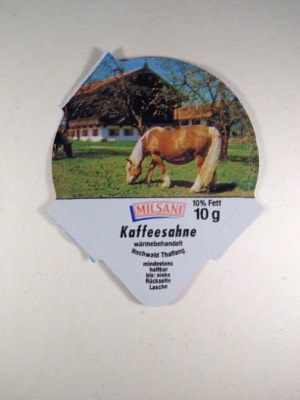 MILSANI
10% Fett
10 g
Kaffeesahne
wärmebehandelt
Hochwald Thalfang
mindestens
haltbar
bis: siehe
Rückseite
Lasche